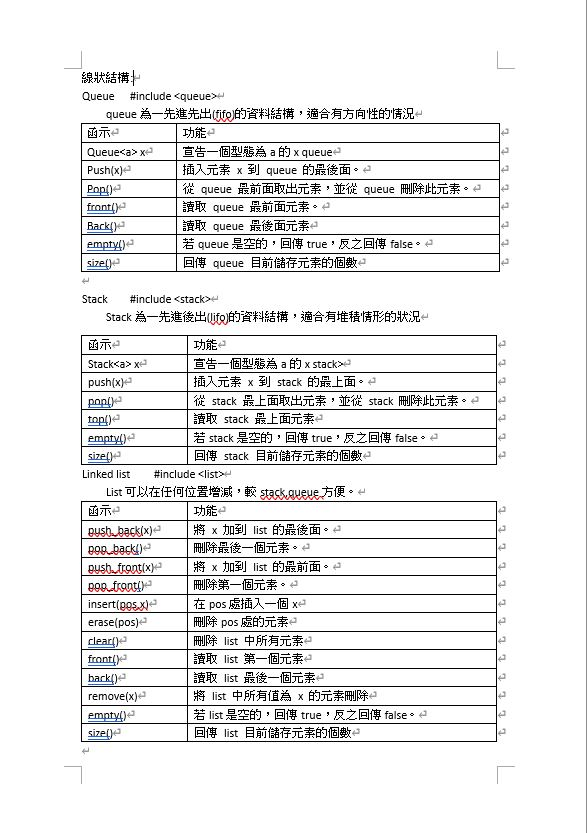 線狀結構:
Queue #include <queue>
queue 為一先進先出(fifo)的資料結構，適合有方向性的情況
函示 功能
Queue<a> x 宣告一個型態為 a 的 x queue
Push(x) 插入元素 x 到 queue 的最後面。
Pop() 從 queue 最前面取出元素，並從 queue 刪除此元素。
front() 讀取 queue 最前面元素。
Back() 讀取 queue 最後面元素
empty() 若 queue 是空的，回傳 true，反之回傳 false。
size() 回傳 queue 目前儲存元素的個數
Stack #include <stack>
Stack 為一先進後出(lifo)的資料結構，適合有堆積情形的狀況
函示 功能
Stack<a> x 宣告一個型態為 a 的 x stack>
push(x) 插入元素 x 到 stack 的最上面。
pop() 從 stack 最上面取出元素，並從 stack 刪除此元素。
top() 讀取 stack 最上面元素
empty() 若 stack 是空的，回傳 true，反之回傳 false。
size() 回傳 stack 目前儲存元素的個數
Linked list #include <list>
List 可以在任何位置增減，較 stack,queue 方便。
函示 功能
push_back(x) 將 x 加到 list 的最後面。
pop_back() 刪除最後一個元素。
push_front(x) 將 x 加到 list 的最前面。
pop_front() 刪除第一個元素。
insert(pos,x) 在 pos 處插入一個 x
erase(pos) 刪除 pos 處的元素
clear() 刪除 list 中所有元素
front() 讀取 list 第一個元素
back() 讀取 list 最後一個元素
remove(x) 將 list 中所有值為 x 的元素刪除
empty() 若 list 是空的，回傳 true，反之回傳 false。
size() 回傳 list 目前儲存元素的個數